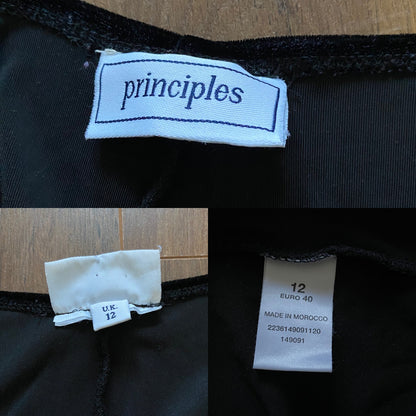 principles
U.K.
12
12
EURO 40
MADE IN MOROCCO
2236149091120
149091